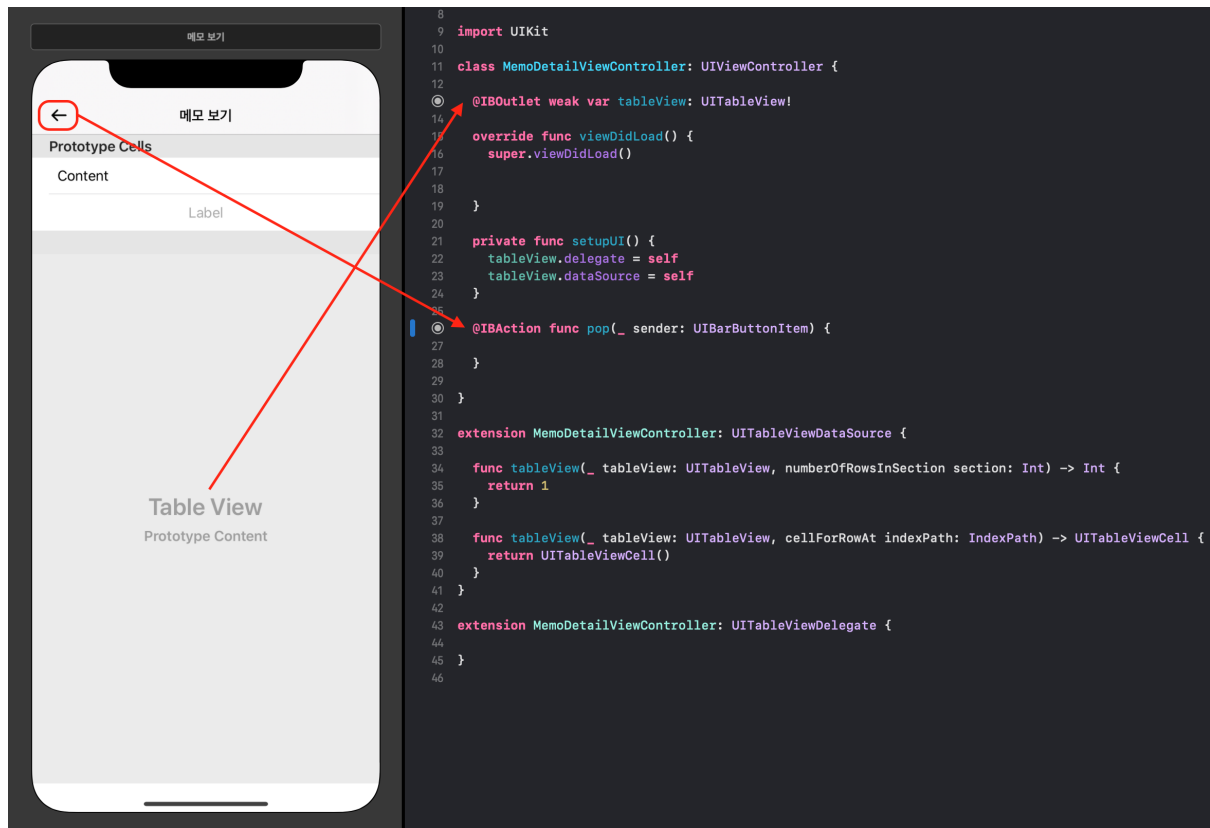 메모 보기
메모 보기
Prototype Cells
Content
Label
Table View
Prototype Content
8
9 import UIKit
10
11 class MemoDetailViewController: UIViewController {
12
@IBOutlet weak var tableView: UITableView!
14
15 override func viewDidLoad() {
16 super.viewDidLoad()
17
18
19 }
20
21 private func setupUI() {
22 tableView.delegate = self
23 tableView.dataSource = self
24 }
25
@IBAction func pop(_ sender: UIBarButtonItem) {
27
28 }
29
30 }
31
32 extension MemoDetailViewController: UITableViewDataSource {
33
34 func tableView(_ tableView: UITableView, numberOfRowsInSection section: Int) -> Int {
35 return 1
36 }
37
38 func tableView(_ tableView: UITableView, cellForRowAt indexPath: IndexPath) -> UITableViewCell {
39 return UITableViewCell()
40 }
41 }
42
43 extension MemoDetailViewController: UITableViewDelegate {
44
45 }
46